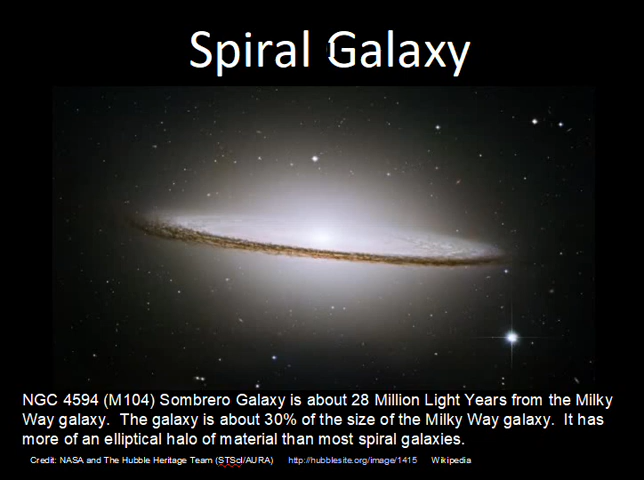 Spiral Galaxy
NGC 4594 (M104) Sombrero Galaxy is about 28 Million Light Years from the Milky
Way galaxy.  The galaxy is about 30% of the size of the Milky Way galaxy.  It has
more of an elliptical halo of material than most spiral galaxies.
Credit: NASA and The Hubble Heritage Team (STScI/AURA)     http://hubblesite.org/image/1415     Wikipedia